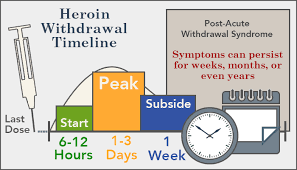 Heroin
Withdrawal
Timeline
Post-Acute
Withdrawal Syndrome
Symptoms can persist
for weeks, months, or
even years
Peak
Subside
Start
Last
Dose
6-12
Hours
1-3
Days
1
Week